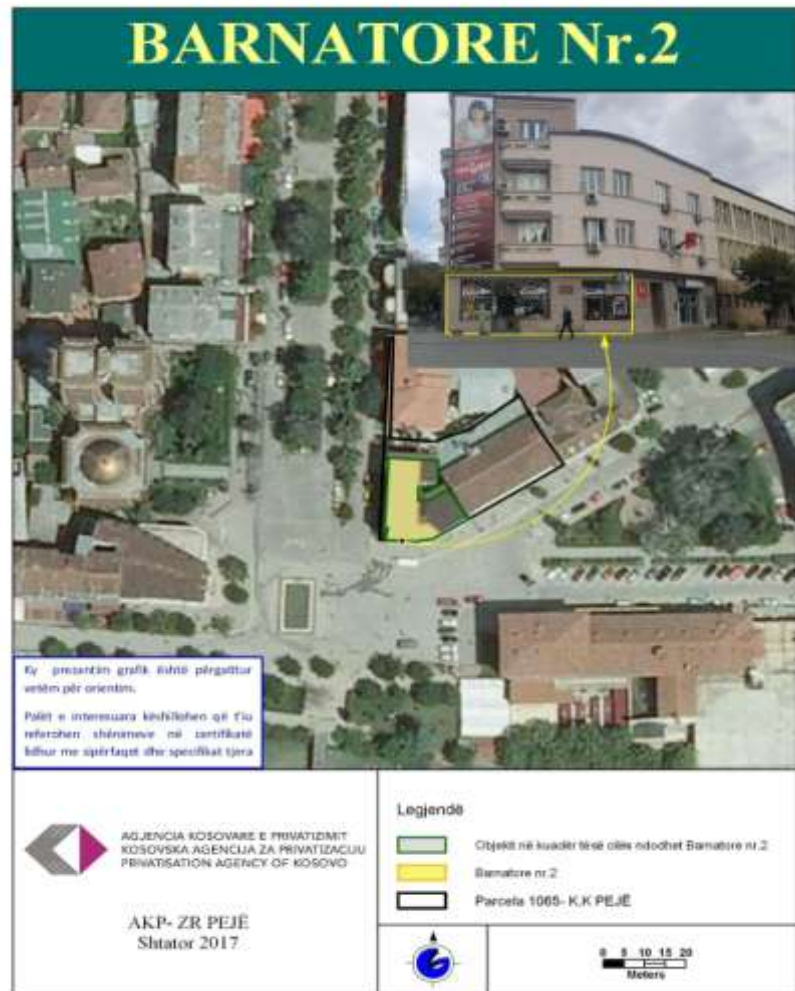 BARNATORE Nr.2
Ky prezantim grafik është përgatitur
vetëm për orientim.
Palët e interesuara këshillohen që t'iu
referohen shënimeve në certifikatë
lidhur me sipërfaqet dhe specifikat tjera
AGJENCIA KOSOVARE E PRIVATIZIMIT
KOSOVSKA AGENCIJA ZA PRIVATIZACIJU
PRIVATISATION AGENCY OF KOSOVO
AKP- ZR PEJË
Shtator 2017
Legjendë
Objekti në kuadër tësë cilës ndodhet Barnatore nr.2
Barnatore nr.2
Parcela 1065- K.K PEJË
0 5 10 15 20
Meters